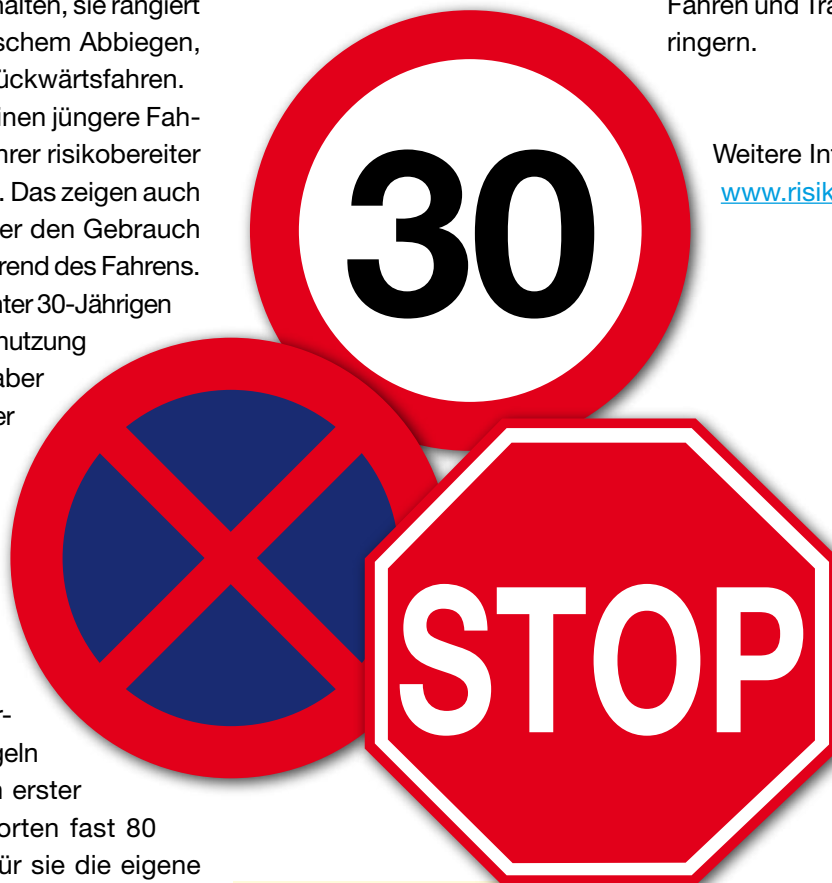 halten, sie rangiert
schem Abbiegen,
ückwärtsfahren.
inen jüngere Fah-
hrer risikobereiter
. Das zeigen auch
er den Gebrauch
rend des Fahrens.
nter 30-Jährigen
nutzung
aber
er
r-
geln
n erster
orten fast 80
ür sie die eigene
30
STOP
Fahren und Tra
ringern.
Weitere Inf
www.risik